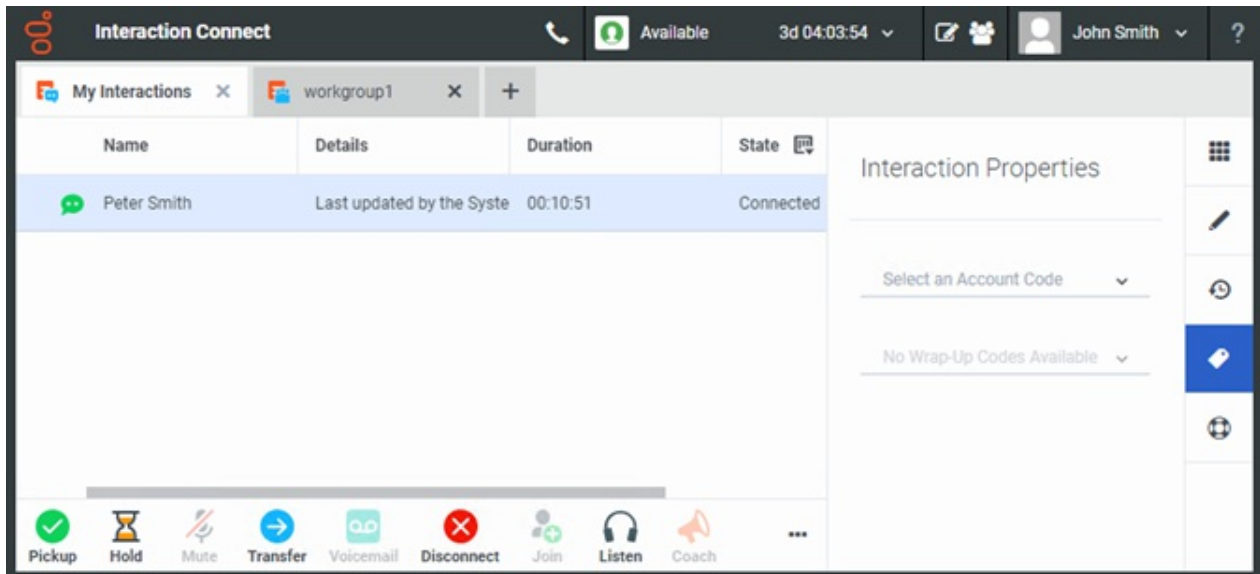 Interaction Connect
Available
3d 04:03:54
John Smith
?
My Interactions
workgroup1
Name Details Duration State
Peter Smith Last updated by the Syste 00:10:51 Connected
Interaction Properties
Select an Account Code
No Wrap-Up Codes Available
Pickup Hold Mute Transfer Voicemail Disconnect Join Listen Coach